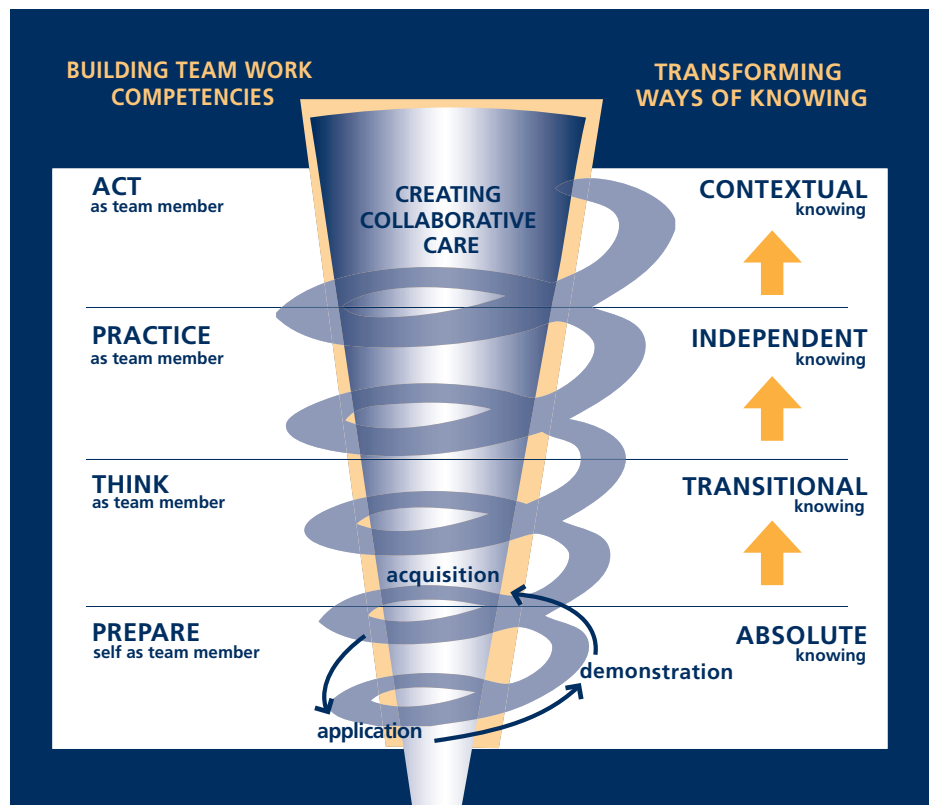 BUILDING TEAM WORK
COMPETENCIES
TRANSFORMING
WAYS OF KNOWING
CREATING
COLLABORATIVE
CARE
ACT
as team member
CONTEXTUAL
knowing
PRACTICE
as team member
INDEPENDENT
knowing
THINK
as team member
TRANSITIONAL
knowing
acquisition
PREPARE
self as team member
ABSOLUTE
knowing
demonstration
application